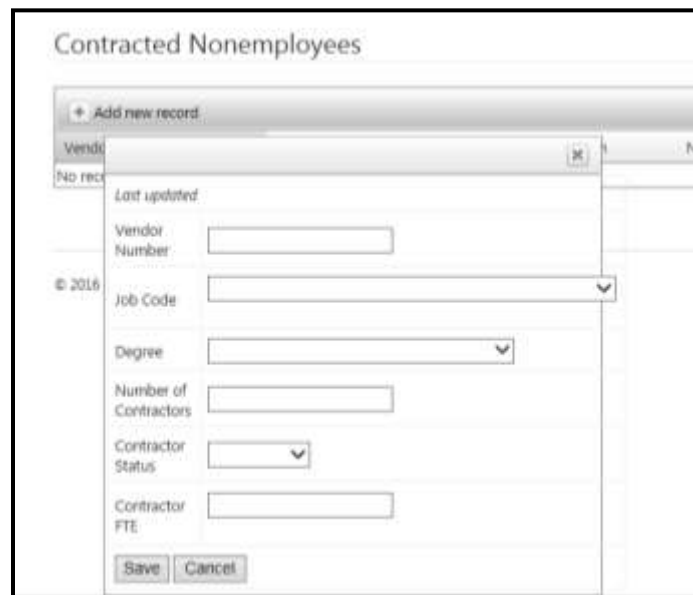 Contracted Nonemployees
+ Add new record
Last updated
Vendor
Number
Job Code
Degree
Number of
Contractors
Contractor
Status
Contractor
FTE
Save Cancel
© 2016